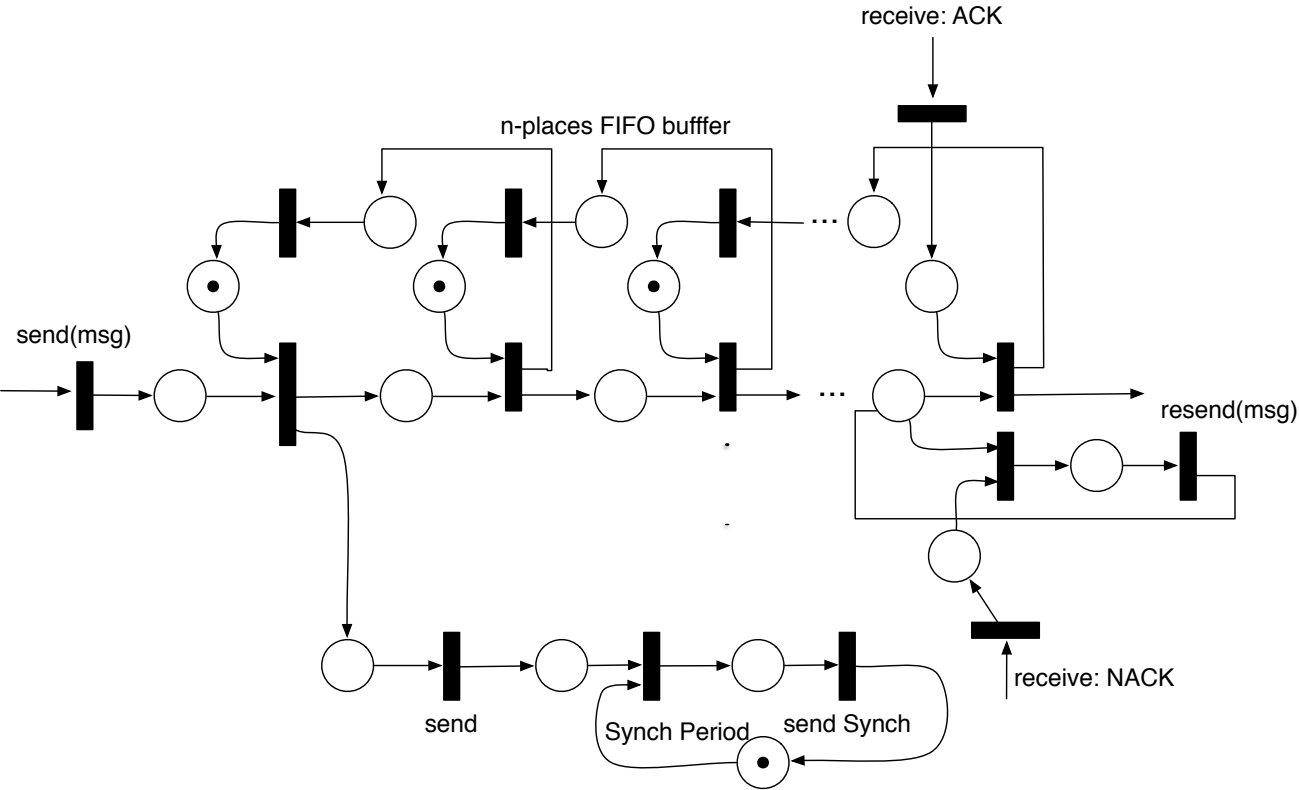 receive: ACK
n-places FIFO bufffer
...
send(msg)
...
resend(msg)
receive: NACK
send
Synch Period
send Synch